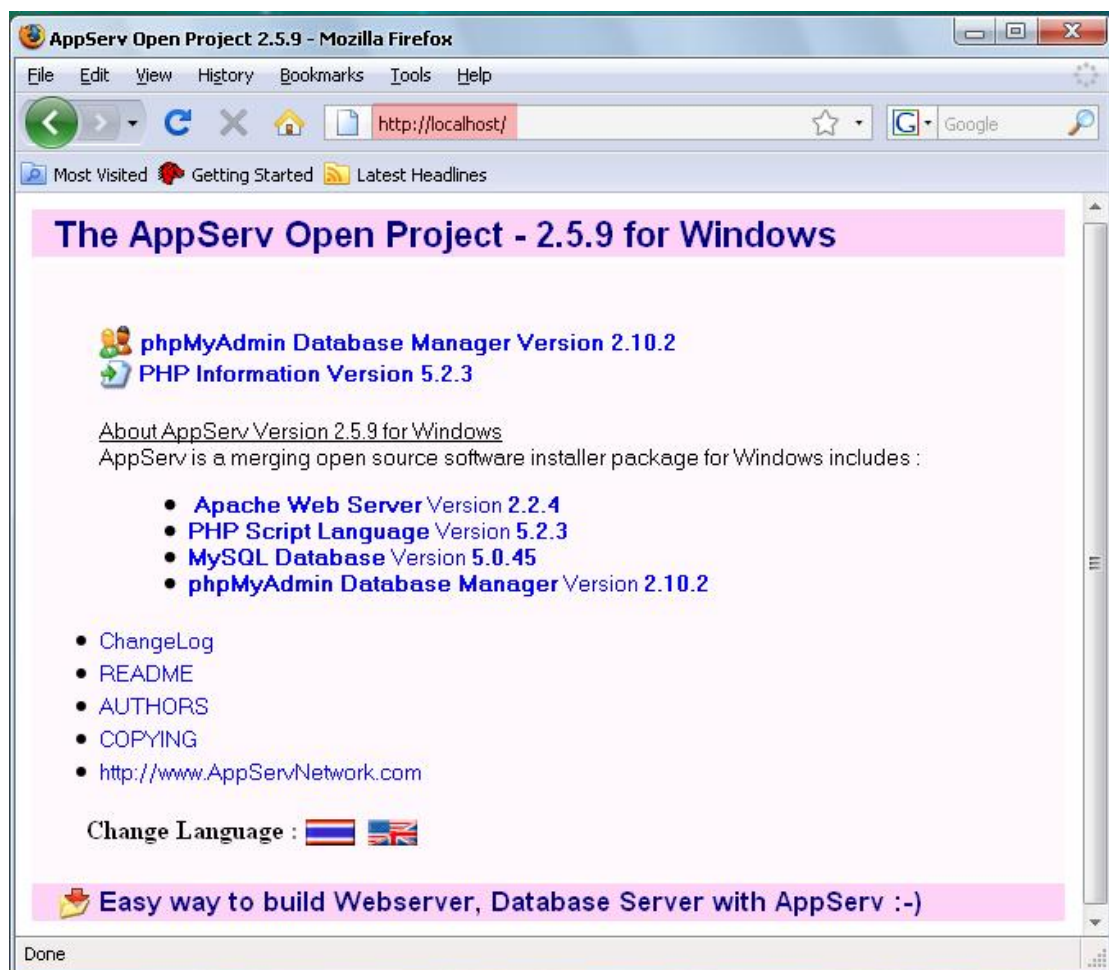 AppServ Open Project 2.5.9 - Mozilla Firefox
File Edit View History Bookmarks Tools Help
http://localhost/
G Google
Most Visited Getting Started Latest Headlines
The AppServ Open Project - 2.5.9 for Windows
phpMyAdmin Database Manager Version 2.10.2
PHP Information Version 5.2.3
About AppServ Version 2.5.9 for Windows
AppServ is a merging open source software installer package for Windows includes :
• Apache Web Server Version 2.2.4
• PHP Script Language Version 5.2.3
• MySQL Database Version 5.0.45
• phpMyAdmin Database Manager Version 2.10.2
• ChangeLog
• README
• AUTHORS
• COPYING
• http://www.AppServNetwork.com
Change Language :
Easy way to build Webserver, Database Server with AppServ :-)
Done